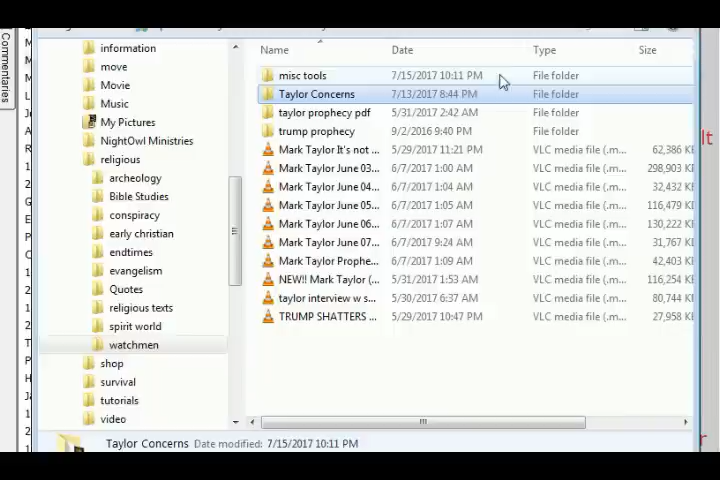 Commentaries
information
move
Movie
Music
My Pictures
NightOwl Ministries
religious
archeology
Bible Studies
conspiracy
early christian
endtimes
evangelism
Quotes
religious texts
spirit world
watchmen
shop
survival
tutorials
video
Name Date Type Size
misc tools 7/15/2017 10:11 PM File folder
Taylor Concerns 7/13/2017 8:44 PM File folder
taylor prophecy pdf 5/31/2017 2:42 AM File folder
trump prophecy 9/2/2016 9:40 PM File folder
Mark Taylor It's not ... 5/29/2017 11:21 PM VLC media file (.m... 62,386 KB
Mark Taylor June 03... 6/7/2017 1:00 AM VLC media file (.m... 298,903 KB
Mark Taylor June 04... 6/7/2017 1:04 AM VLC media file (.m... 32,432 KB
Mark Taylor June 05... 6/7/2017 1:05 AM VLC media file (.m... 116,479 KB
Mark Taylor June 06... 6/7/2017 1:07 AM VLC media file (.m... 130,222 KB
Mark Taylor June 07... 6/7/2017 9:24 AM VLC media file (.m... 31,767 KB
Mark Taylor Prophe... 6/7/2017 1:09 AM VLC media file (.m... 42,403 KB
NEW!! Mark Taylor (... 5/31/2017 1:53 AM VLC media file (.m... 116,254 KB
taylor interview w s... 5/30/2017 6:37 AM VLC media file (.m... 80,744 KB
TRUMP SHATTERS ... 5/29/2017 10:47 PM VLC media file (.m... 27,958 KB
Taylor Concerns Date modified: 7/15/2017 10:11 PM